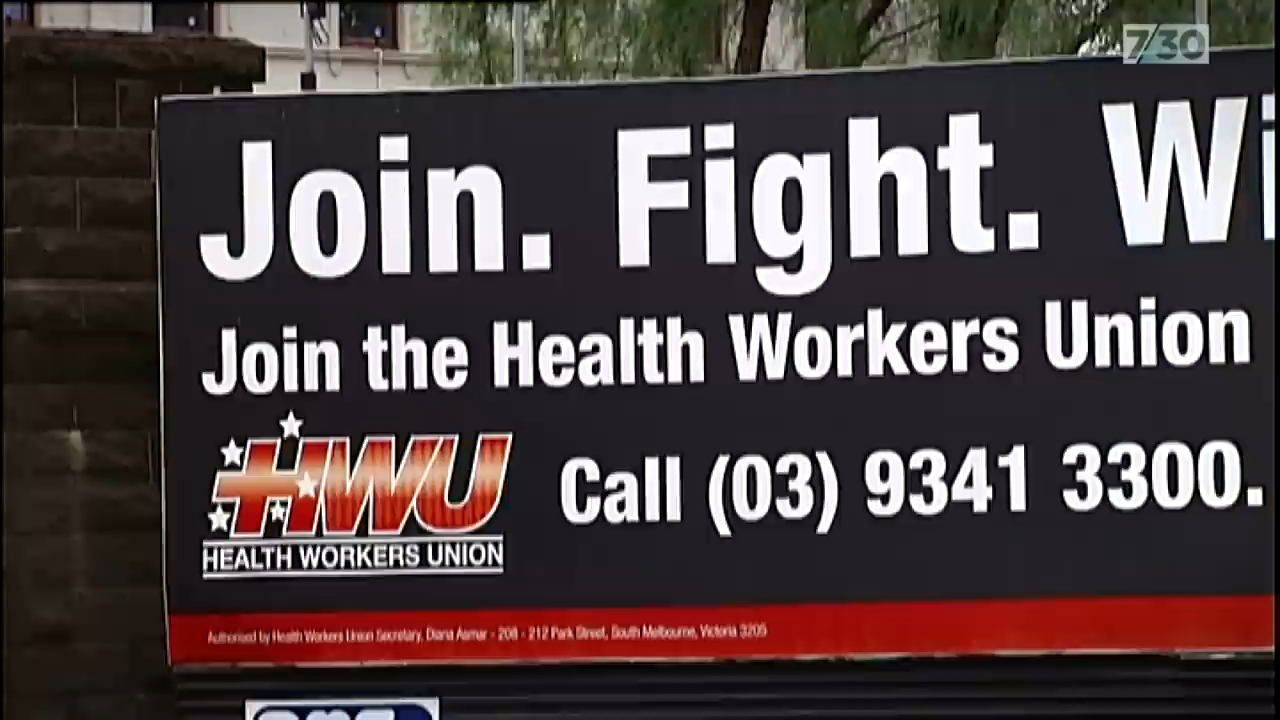 7/30
Join. Fight. Wi
Join the Health Workers Union
HWU
HEALTH WORKERS UNION
Call (03) 9341 3300.
Authorised by Health Workers Union Secretary, Diana Asmar - 208 - 212 Park Street, South Melbourne, Victoria 3205